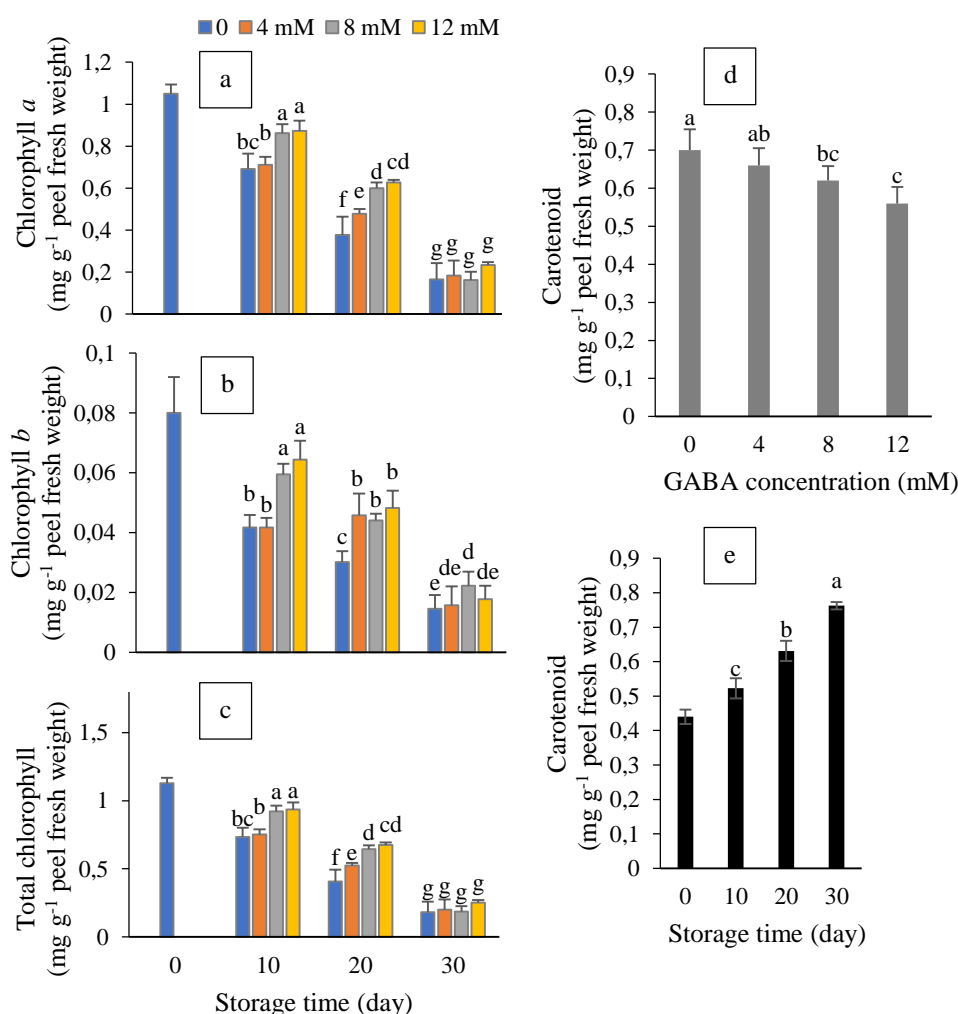 0 4 mM 8 mM 12 mM
a
Chlorophyll a
(mg g-1 peel fresh weight)
1,2
1
0,8
0,6
0,4
0,2
0
bc b a a
f e d cd
g g g g
b
Chlorophyll b
(mg g-1 peel fresh weight)
0,1
0,08
0,06
0,04
0,02
0
b b a a
c b b b
e de d de
c
Total chlorophyll
(mg g-1 peel fresh weight)
1,5
1
0,5
0
bc b a a
f e d cd
g g g g
0 10 20 30
Storage time (day)
d
Carotenoid
(mg g-1 peel fresh weight)
0,9
0,8
0,7
0,6
0,5
0,4
0,3
0,2
0,1
0
a ab bc c
0 4 8 12
GABA concentration (mM)
e
Carotenoid
(mg g-1 peel fresh weight)
0,9
0,8
0,7
0,6
0,5
0,4
0,3
0,2
0,1
0
c b a
0 10 20 30
Storage time (day)